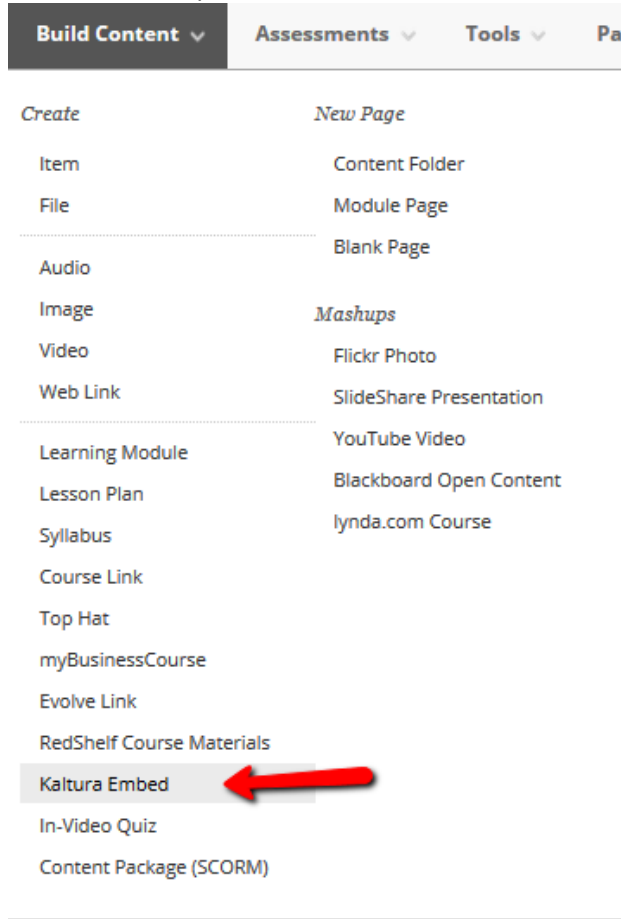 Build Content
Assessments
Tools
Pa
Create
Item
File
Audio
Image
Video
Web Link
Learning Module
Lesson Plan
Syllabus
Course Link
Top Hat
myBusinessCourse
Evolve Link
RedShelf Course Materials
Kaltura Embed
In-Video Quiz
Content Package (SCORM)
New Page
Content Folder
Module Page
Blank Page
Mashups
Flickr Photo
SlideShare Presentation
YouTube Video
Blackboard Open Content
lynda.com Course